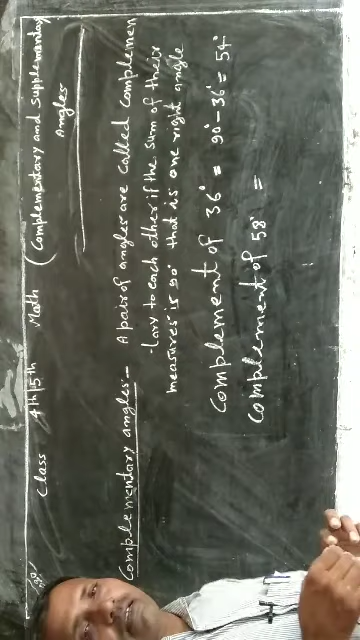 Class 4th/5th Math (Complementary and Supplementary
Angles
Complementary angles- A pair of angles are called complemen
-tary to each other if the sum of their
measures is 90° that is one right angle
Complement of 36° = 90°-36° = 54°
Complement of 58° =